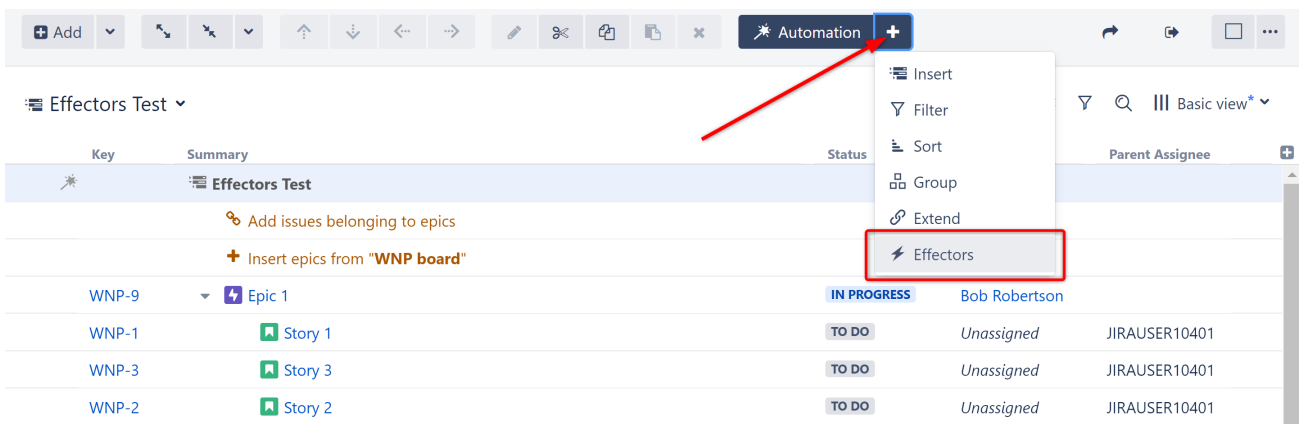 Add
Automation
Insert
Effectors Test
Filter
Basic view*
Sort
Key Summary Status Parent Assignee
Effectors Test
Group
Add issues belonging to epics
Extend
Insert epics from "WNP board"
Effectors
WNP-9 Epic 1 IN PROGRESS Bob Robertson
WNP-1 Story 1 TO DO Unassigned JIRAUSER10401
WNP-3 Story 3 TO DO Unassigned JIRAUSER10401
WNP-2 Story 2 TO DO Unassigned JIRAUSER10401